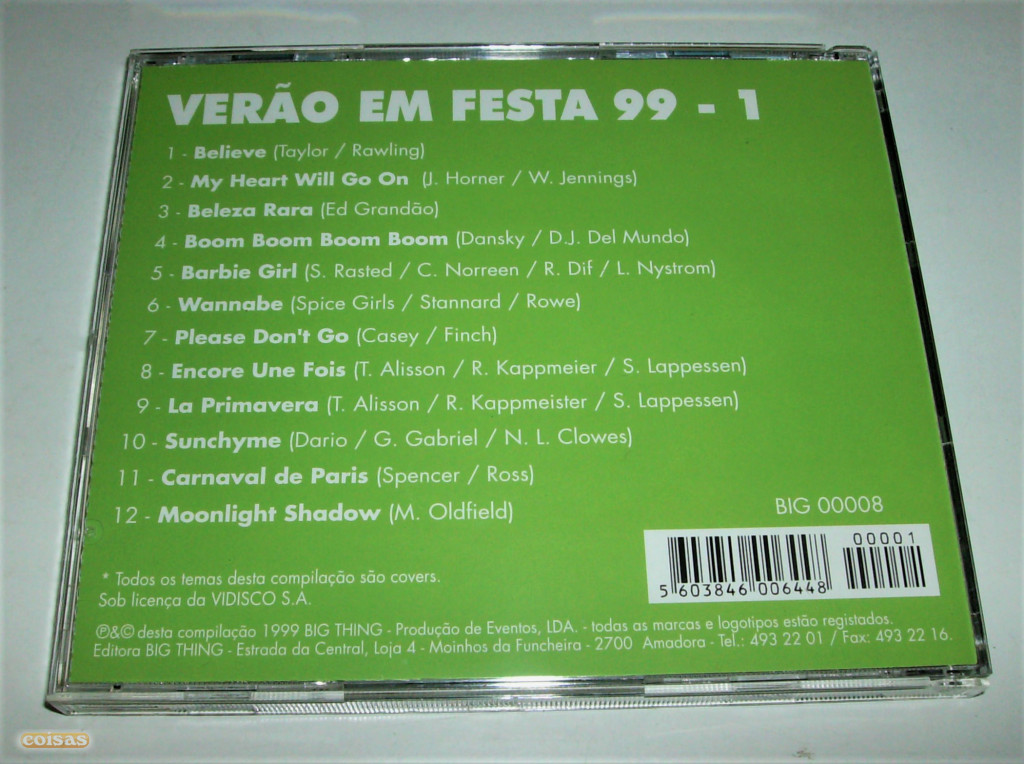 VERÃO EM FESTA 99 - 1
1 - Believe (Taylor / Rawling)
2 - My Heart Will Go On (J. Horner / W. Jennings)
3 - Beleza Rara (Ed Grandão)
4 - Boom Boom Boom Boom (Dansky / D.J. Del Mundo)
5 - Barbie Girl (S. Rasted / C. Norreen / R. Dif / L. Nystrom)
6 - Wannabe (Spice Girls / Stannard / Rowe)
7 - Please Don't Go (Casey / Finch)
8 - Encore Une Fois (T. Alisson / R. Kappmeier / S. Lappessen)
9 - La Primavera (T. Alisson / R. Kappmeister / S. Lappessen)
10 - Sunchyme (Dario / G. Gabriel / N. L. Clowes)
11 - Carnaval de Paris (Spencer / Ross)
12 - Moonlight Shadow (M. Oldfield)
BIG 00008
00001
5 603846 006448
* Todos os temas desta compilação são covers.
Sob licença da VIDISCO S.A.
℗&© desta compilação 1999 BIG THING - Produção de Eventos, LDA. - todas as marcas e logotipos estão registados.
Editora BIG THING - Estrada da Central, Loja 4 - Moinhos da Funcheira - 2700 Amadora - Tel.: 493 22 01 / Fax: 493 22 16.
coisas